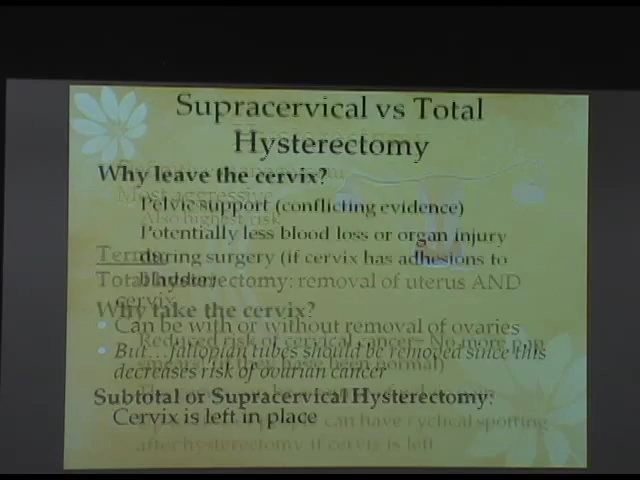 Supracervical vs Total
Hysterectomy
Why leave the cervix?
Most aggressive
Also highest risk
Pelvic support (conflicting evidence)
Potentially less blood loss or organ injury
during surgery (if cervix has adhesions to
bladder)
Terms
Total hysterectomy: removal of uterus AND
cervix
Why take the cervix?
• Can be with or without removal of ovaries
Reduced risk of cervical cancer– No more pap
• But…fallopian tubes should be removed since this
decreases risk of ovarian cancer
Subtotal or Supracervical Hysterectomy:
Cervix is left in place
can have cyclical spotting
after hysterectomy if cervix is left